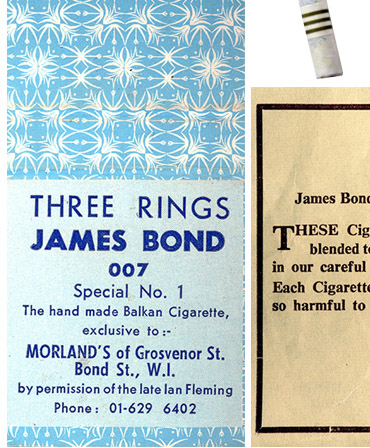 THREE RINGS
JAMES BOND
007
Special No. 1
The hand made Balkan Cigarette,
exclusive to :-
MORLAND'S of Grosvenor St.
Bond St., W.I.
by permission of the late Ian Fleming
Phone : 01-629 6402
James Bond
THESE Cig
blended to
in our careful
Each Cigarette
so harmful to